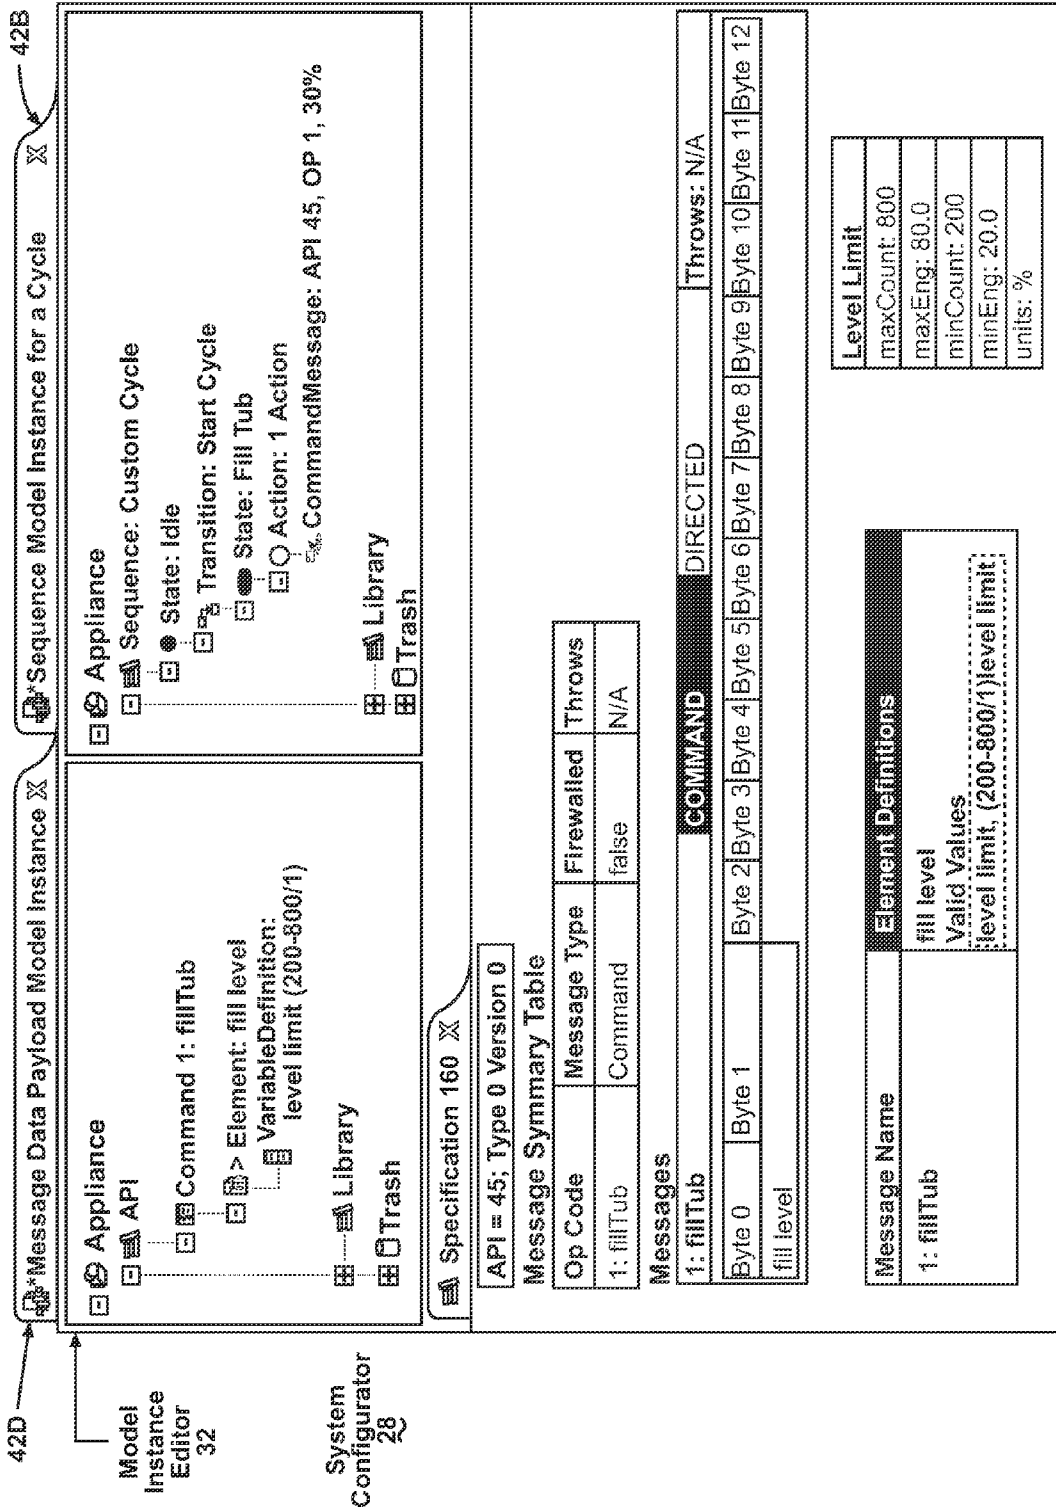 42D
42B
Model
Instance
Editor
32
System
Configurator
28
*Message Data Payload Model Instance X
*Sequence Model Instance for a Cycle X
Appliance
API
Command 1: fillTub
> Element: fill level
VariableDefinition:
level limit (200-800/1)
Library
Trash
Appliance
Sequence: Custom Cycle
State: Idle
Transition: Start Cycle
State: Fill Tub
Action: 1 Action
CommandMessage: API 45, OP 1, 30%
Library
Trash
Specification 160 X
API = 45; Type 0 Version 0
Message Symmary Table
Op Code Message Type Firewalled Throws
1: fillTub Command false N/A
Messages
1: fillTub COMMAND DIRECTED Throws: N/A
Byte 0 Byte 1 Byte 2 Byte 3 Byte 4 Byte 5 Byte 6 Byte 7 Byte 8 Byte 9 Byte 10 Byte 11 Byte 12
fill level
Message Name Element Definitions
1: fillTub
fill level
Valid Values
level limit, (200-800/1)level limit
Level Limit
maxCount: 800
maxEng: 80.0
minCount: 200
minEng: 20.0
units: %